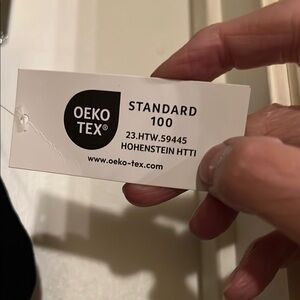 OEKO
TEX®
STANDARD
100
23.HTW.59445
HOHENSTEIN HTTI
www.oeko-tex.com